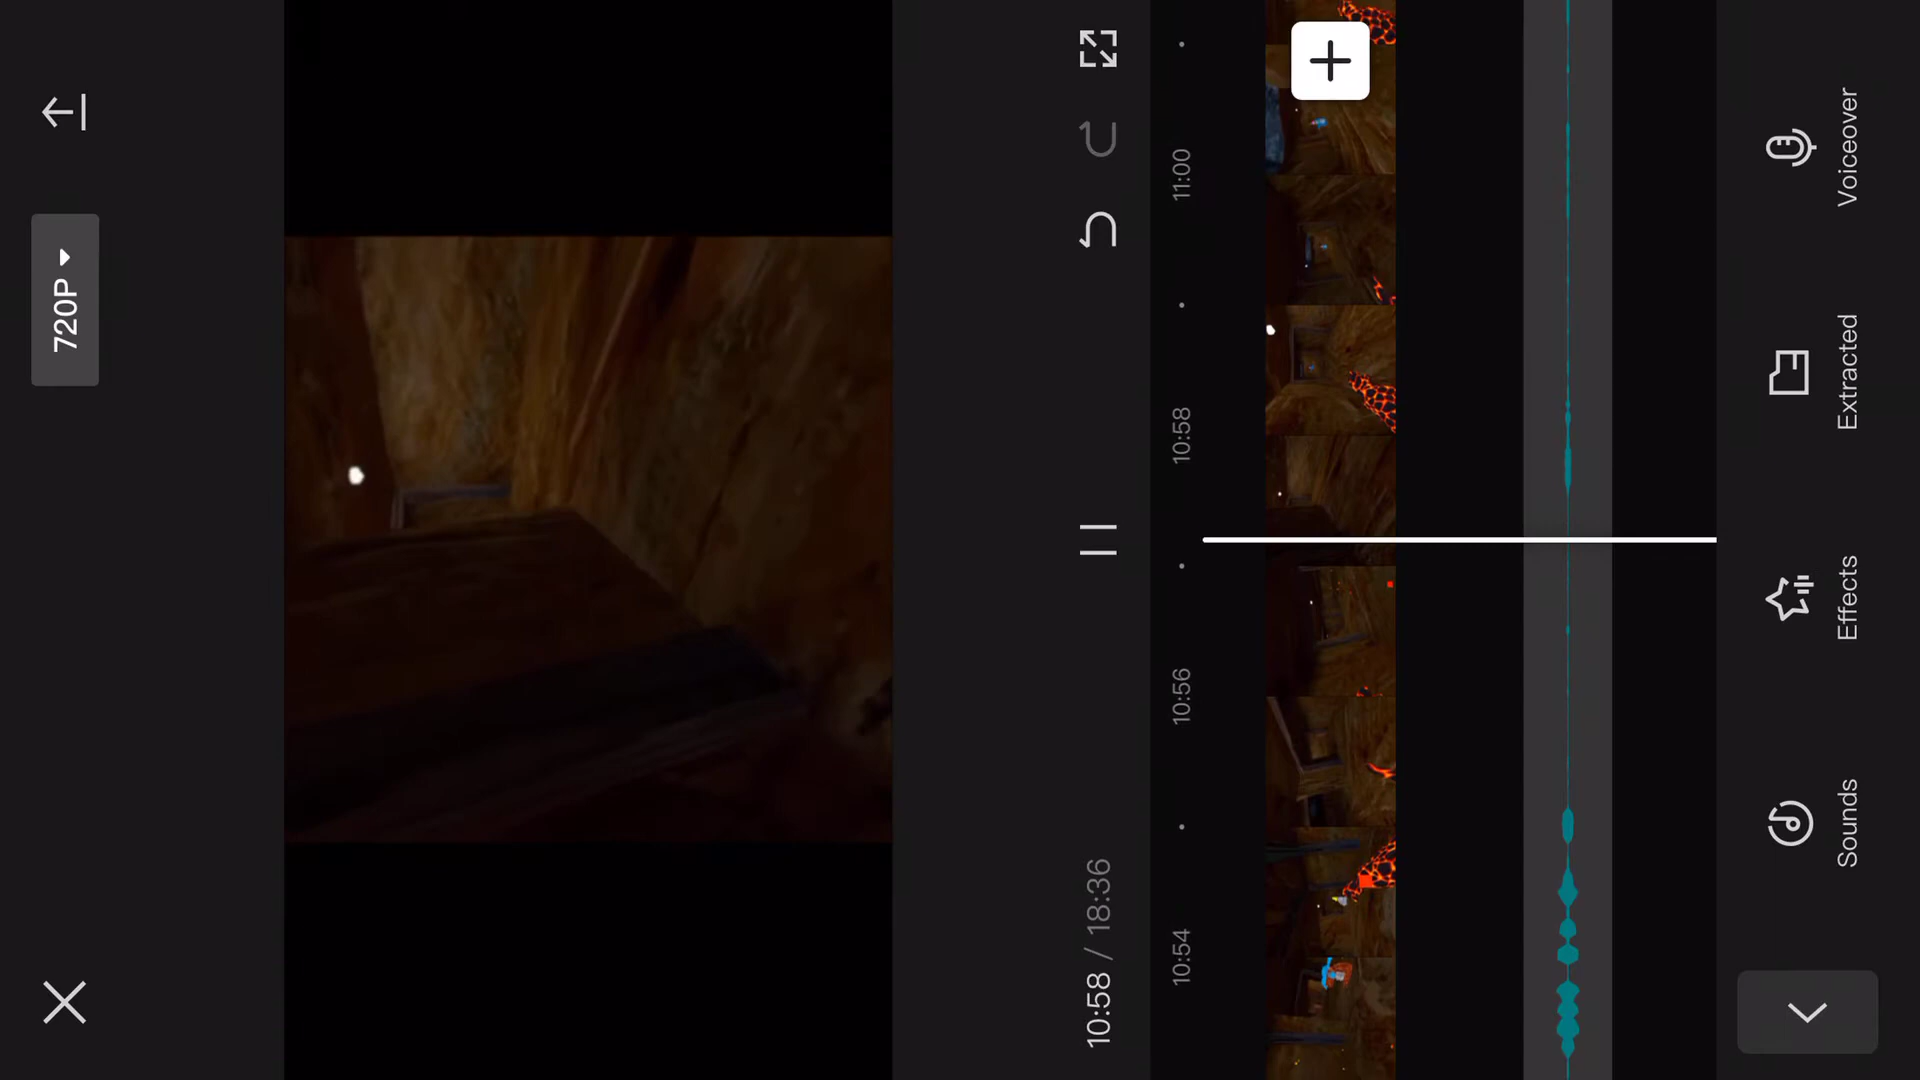 720P
10:58 / 18:36
10:54
10:56
10:58
11:00
Sounds
Effects
Extracted
Voiceover